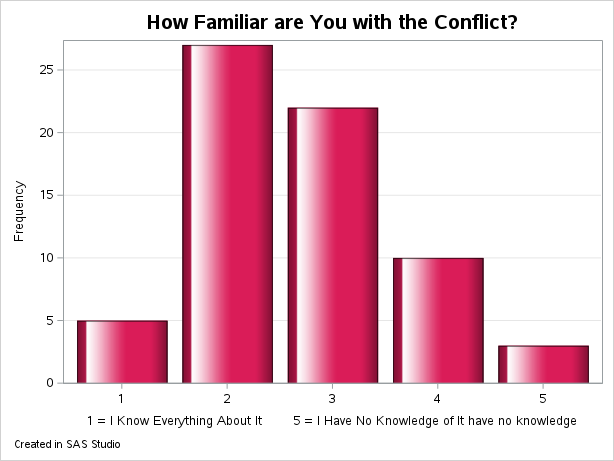 How Familiar are You with the Conflict?
Frequency
25
20
15
10
5
0
1 2 3 4 5
1 = I Know Everything About It 5 = I Have No Knowledge of It have no knowledge
Created in SAS Studio